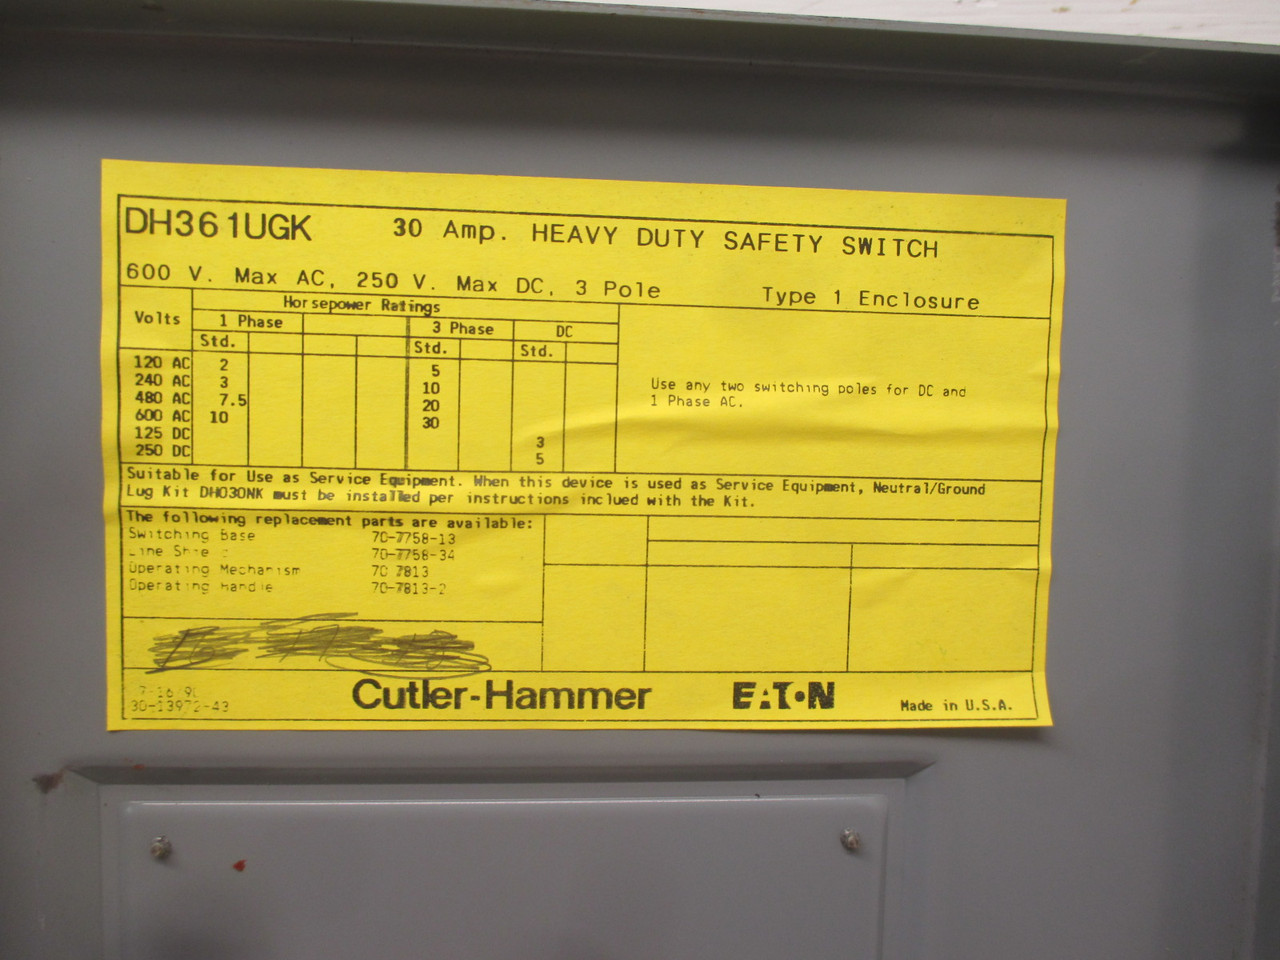 DH361UGK 30 Amp. HEAVY DUTY SAFETY SWITCH
600 V. Max AC, 250 V. Max DC, 3 Pole Type 1 Enclosure
Horsepower Ratings
Volts 1 Phase 3 Phase DC
Std. Std. Std.
120 AC 2 5
240 AC 3 10
480 AC 7.5 20
600 AC 10 30
125 DC 3
250 DC 5
Use any two switching poles for DC and
1 Phase AC.
Suitable for Use as Service Equipment. When this device is used as Service Equipment, Neutral/Ground
Lug Kit DH030NK must be installed per instructions inclued with the Kit.
The following replacement parts are available:
Switching Base 70-7758-13
Line 70-7758-34
Operating Mechanism 70 7813
Operating Handle 70-7813-2
30-13972-43
Cutler-Hammer EATON Made in U.S.A.